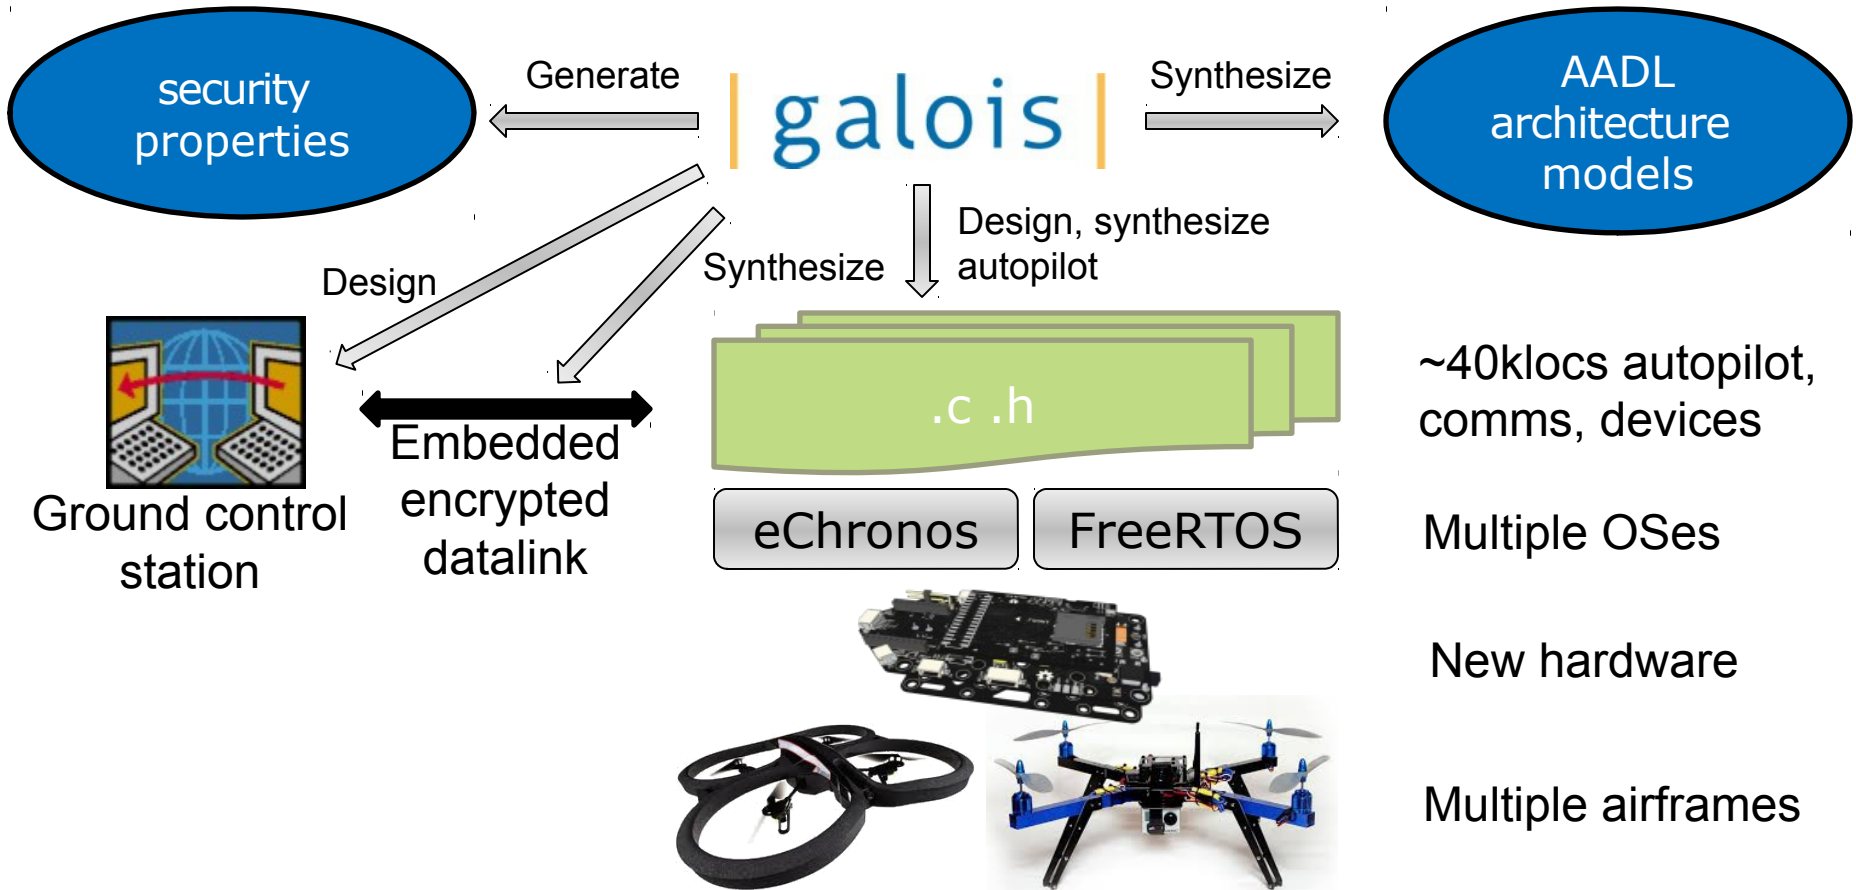 security
properties
Generate
galois
Synthesize
AADL
architecture
models
Design
Synthesize
Design, synthesize
autopilot
.c .h
~40klocs autopilot,
comms, devices
Ground control
station
Embedded
encrypted
datalink
eChronos
FreeRTOS
Multiple OSes
New hardware
Multiple airframes